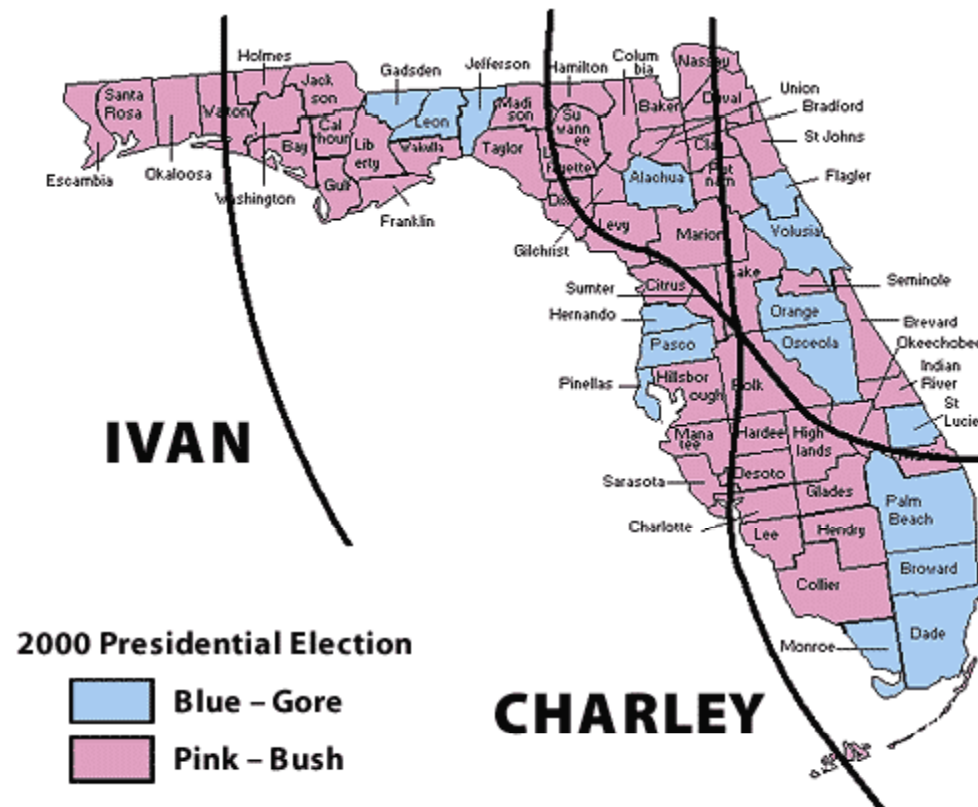 Holmes
Jack
son
Gadsden
Jefferson
Hamilton
Colum
bia
Nassau
Santa
Rosa
Walton
Cal
houn
Bay
Lib
erty
Gulf
Leon
Wakulla
Madi
son
Taylor
Su
wann
ee
Baker
Duval
Union
Bradford
Clay
St Johns
Escambia
Okaloosa
Washington
Franklin
Dixie
Gilchrist
Alachua
Put
nam
Flagler
Levy
Marion
Volusia
Citrus
Lake
Sumter
Seminole
Hernando
Orange
Brevard
Pasco
Osceola
Okeechobee
Pinellas
Hillsbor
ough
Polk
Indian
River
St
Lucie
IVAN
Mana
tee
Hardee
High
lands
Martin
Sarasota
Desoto
Glades
Palm
Beach
Charlotte
Lee
Hendry
Broward
Collier
Monroe
Dade
2000 Presidential Election
Blue – Gore
Pink – Bush
CHARLEY